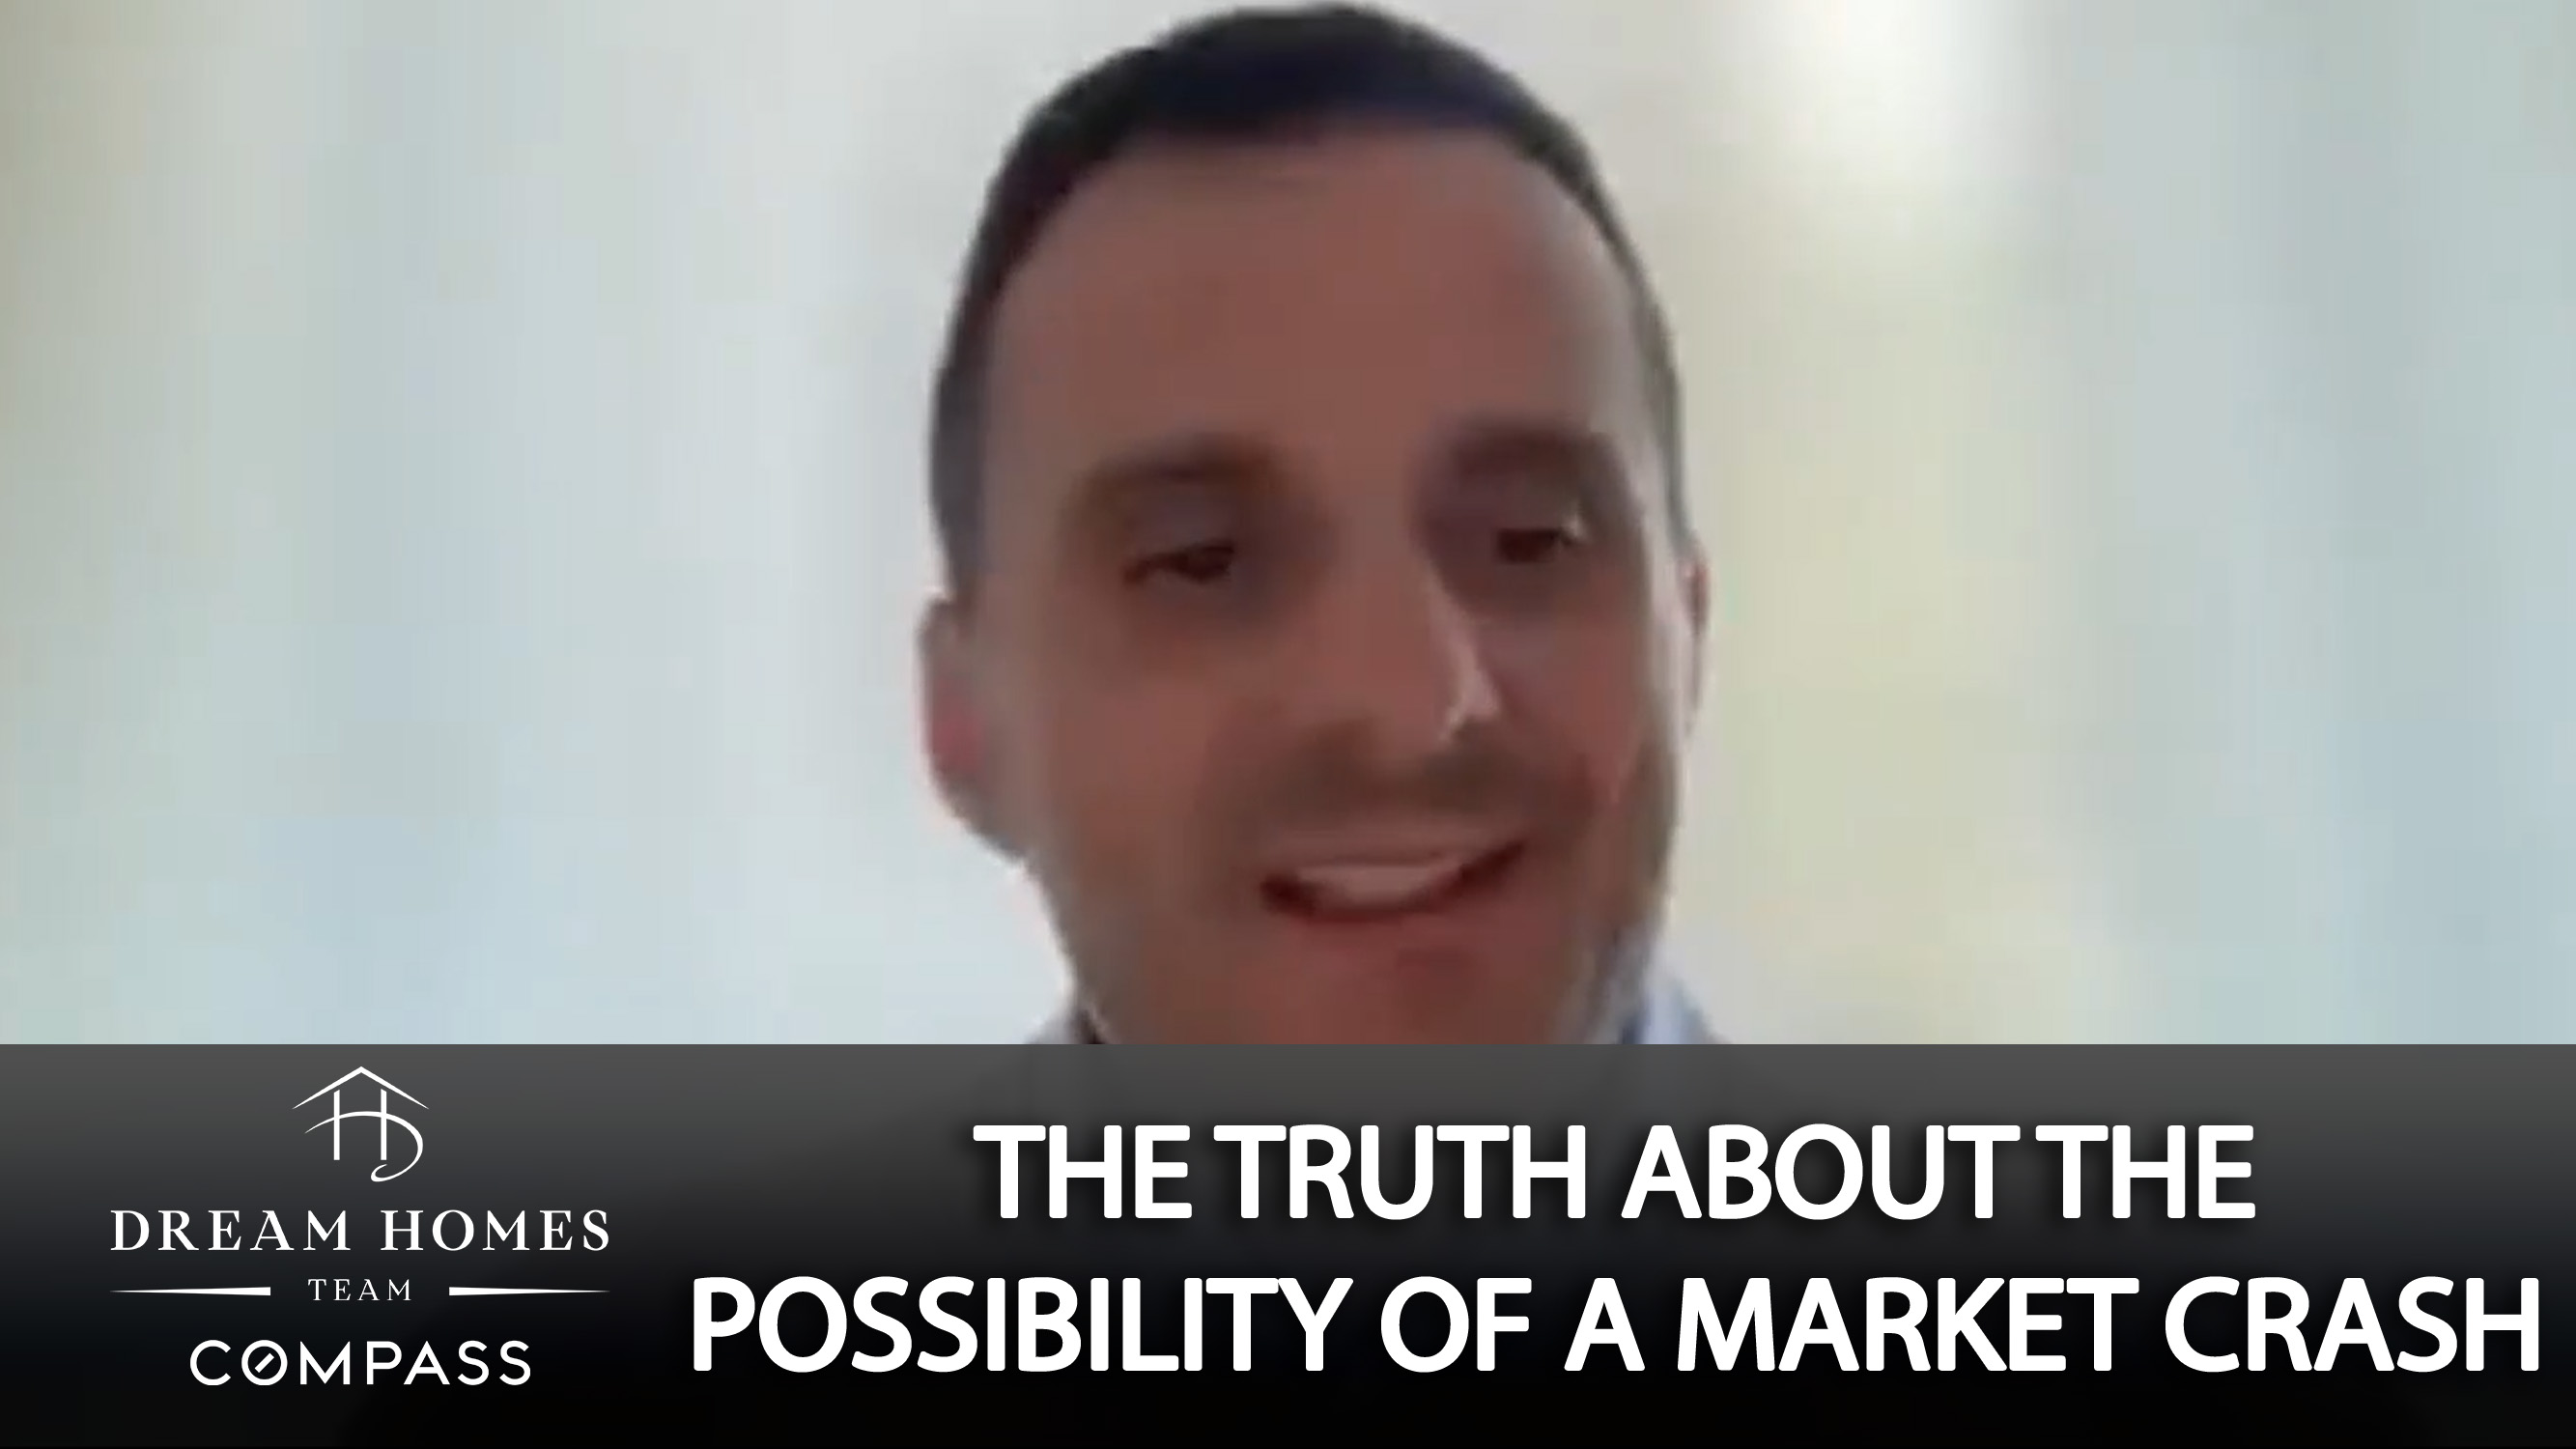 DREAM HOMES
TEAM
COMPASS
THE TRUTH ABOUT THE
POSSIBILITY OF A MARKET CRASH